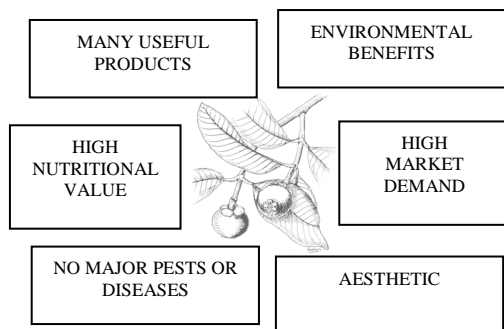 MANY USEFUL
PRODUCTS
ENVIRONMENTAL
BENEFITS
HIGH
NUTRITIONAL
VALUE
HIGH
MARKET
DEMAND
NO MAJOR PESTS OR
DISEASES
AESTHETIC